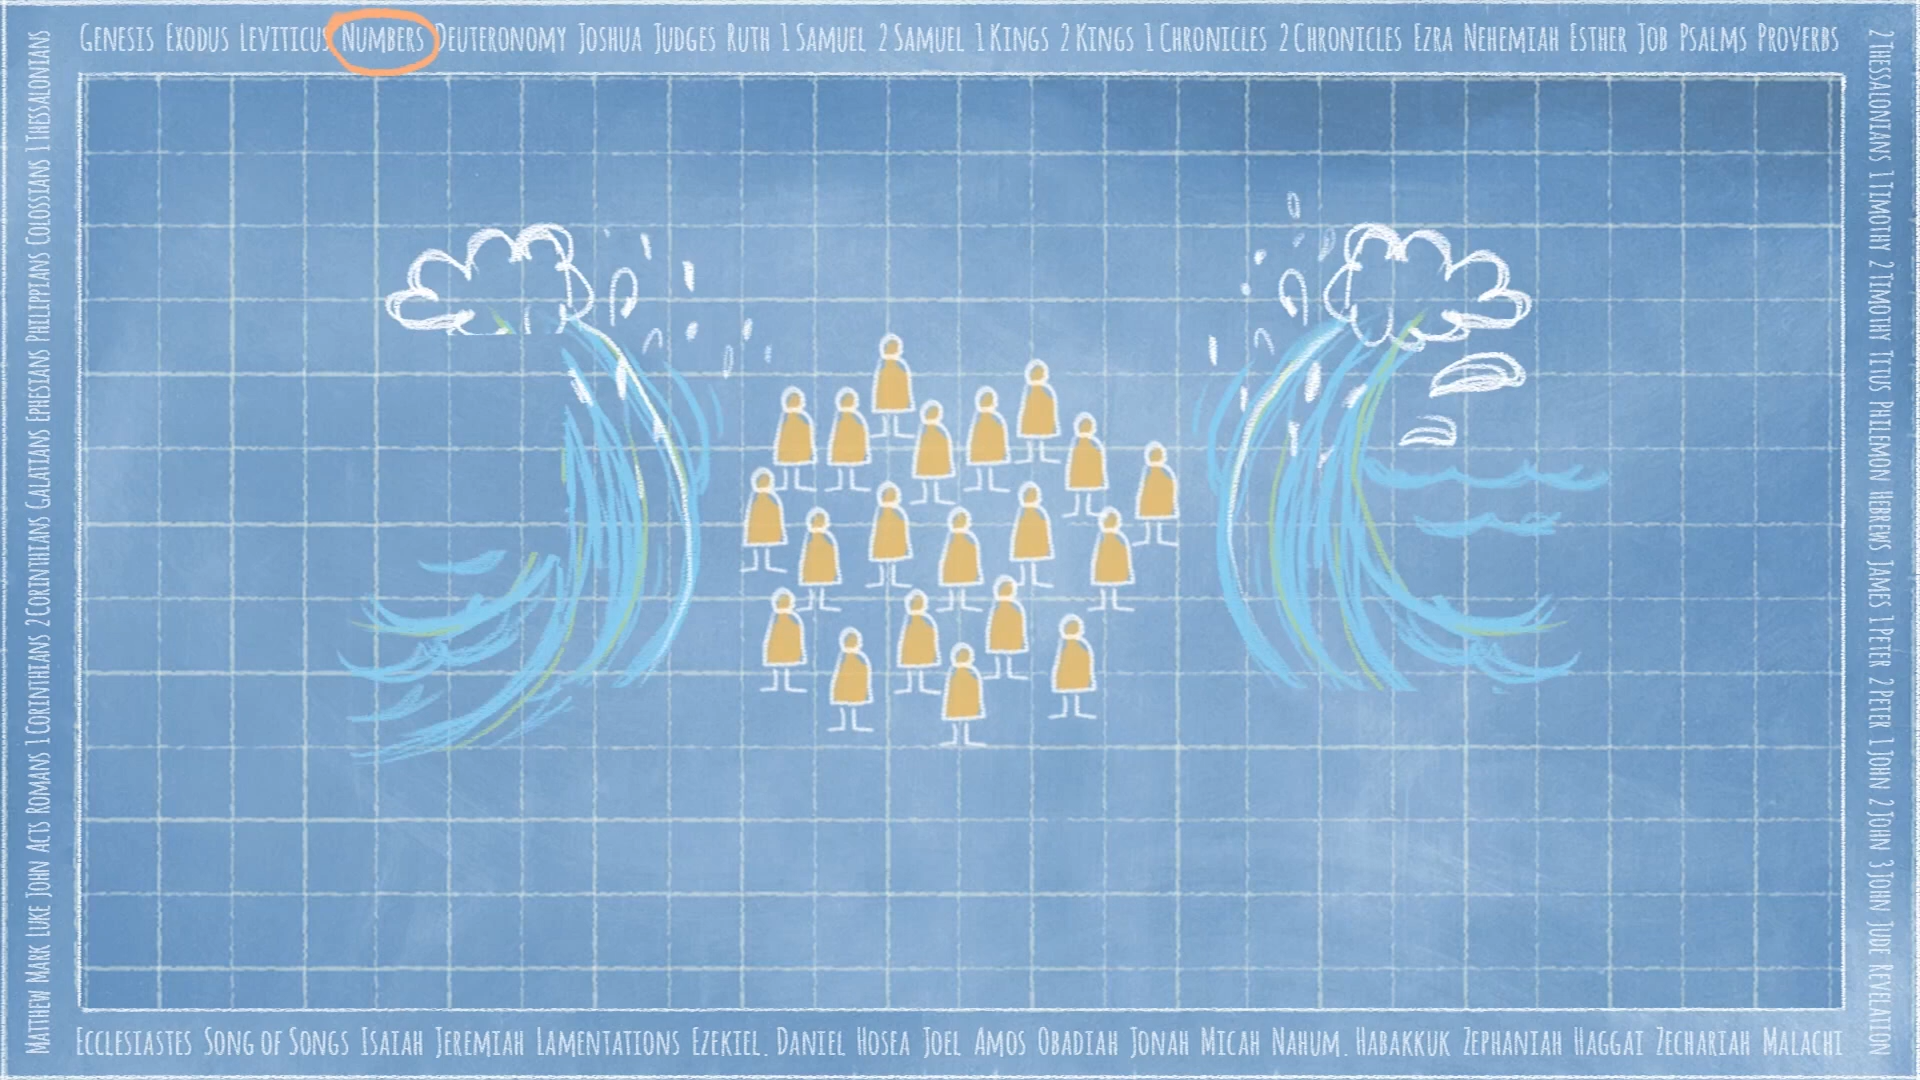 Genesis Exodus Leviticus Numbers Deuteronomy Joshua Judges Ruth 1 Samuel 2 Samuel 1 Kings 2 Kings 1 Chronicles 2 Chronicles Ezra Nehemiah Esther Job Psalms Proverbs
Ecclesiastes Song of Songs Isaiah Jeremiah Lamentations Ezekiel. Daniel Hosea Joel Amos Obadiah Jonah Micah Nahum. Habakkuk Zephaniah Haggai Zechariah Malachi
Matthew Mark Luke John Acts Romans 1 Corinthians 2 Corinthians Galatians Ephesians Philippians Colossians 1 Thessalonians
2 Thessalonians 1 Timothy 2 Timothy Titus Philemon Hebrews James 1 Peter 2 Peter 1 John 2 John 3 John Jude Revelation